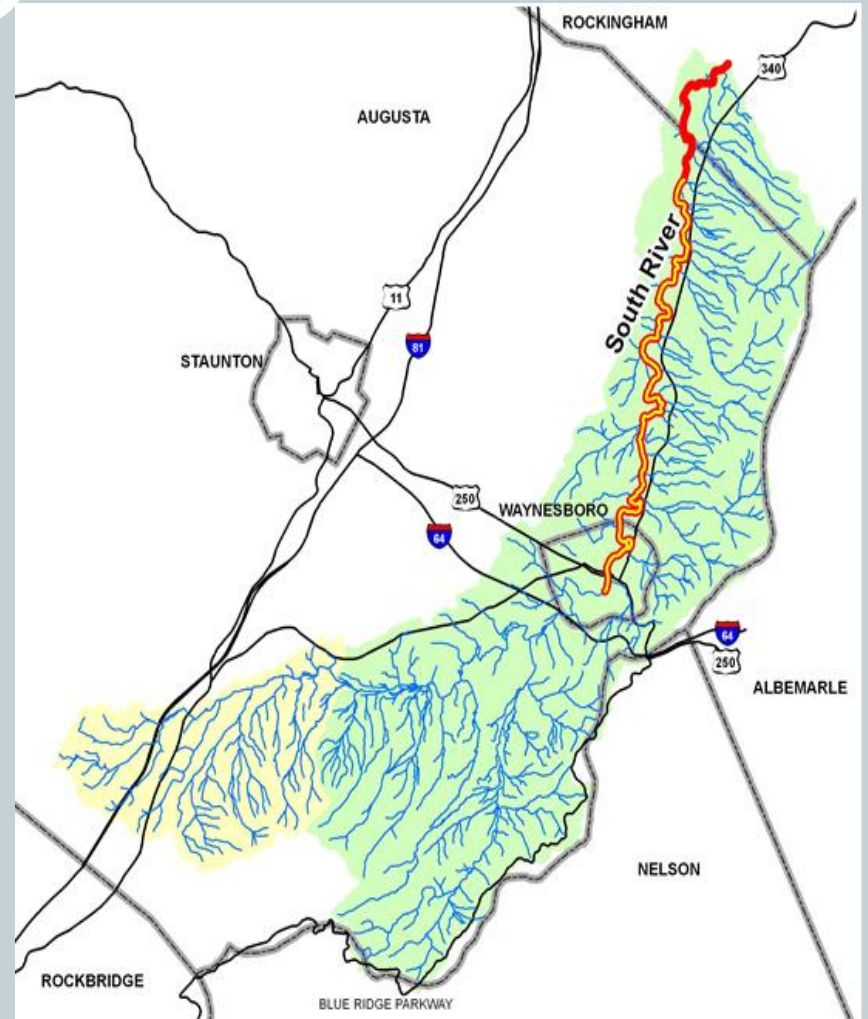 ROCKINGHAM
340
AUGUSTA
South River
11
81
STAUNTON
250
WAYNESBORO
64
64
250
ALBEMARLE
NELSON
ROCKBRIDGE
BLUE RIDGE PARKWAY